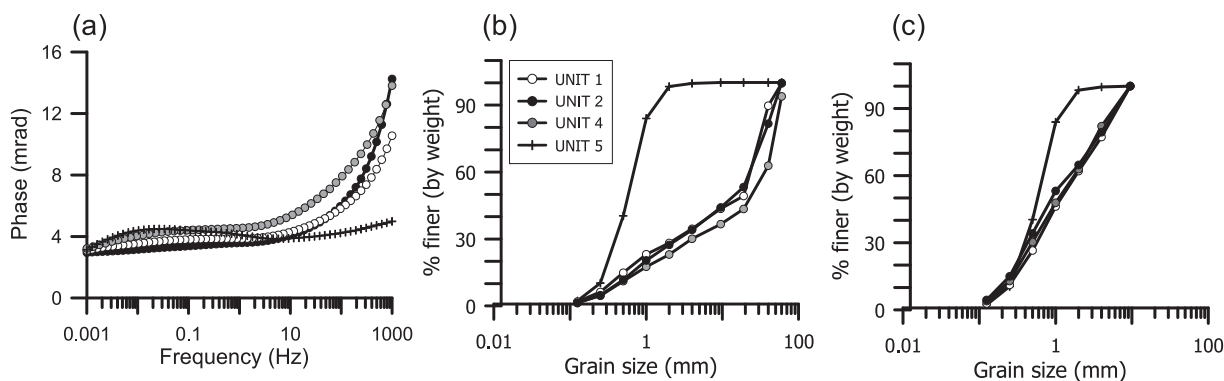 (a)
16
12
8
4
0
Phase (mrad)
0.001
0.1
10
1000
Frequency (Hz)
(b)
UNIT 1
UNIT 2
UNIT 4
UNIT 5
90
60
30
0
% finer (by weight)
0.01
1
100
Grain size (mm)
(c)
90
60
30
0
% finer (by weight)
0.01
1
100
Grain size (mm)